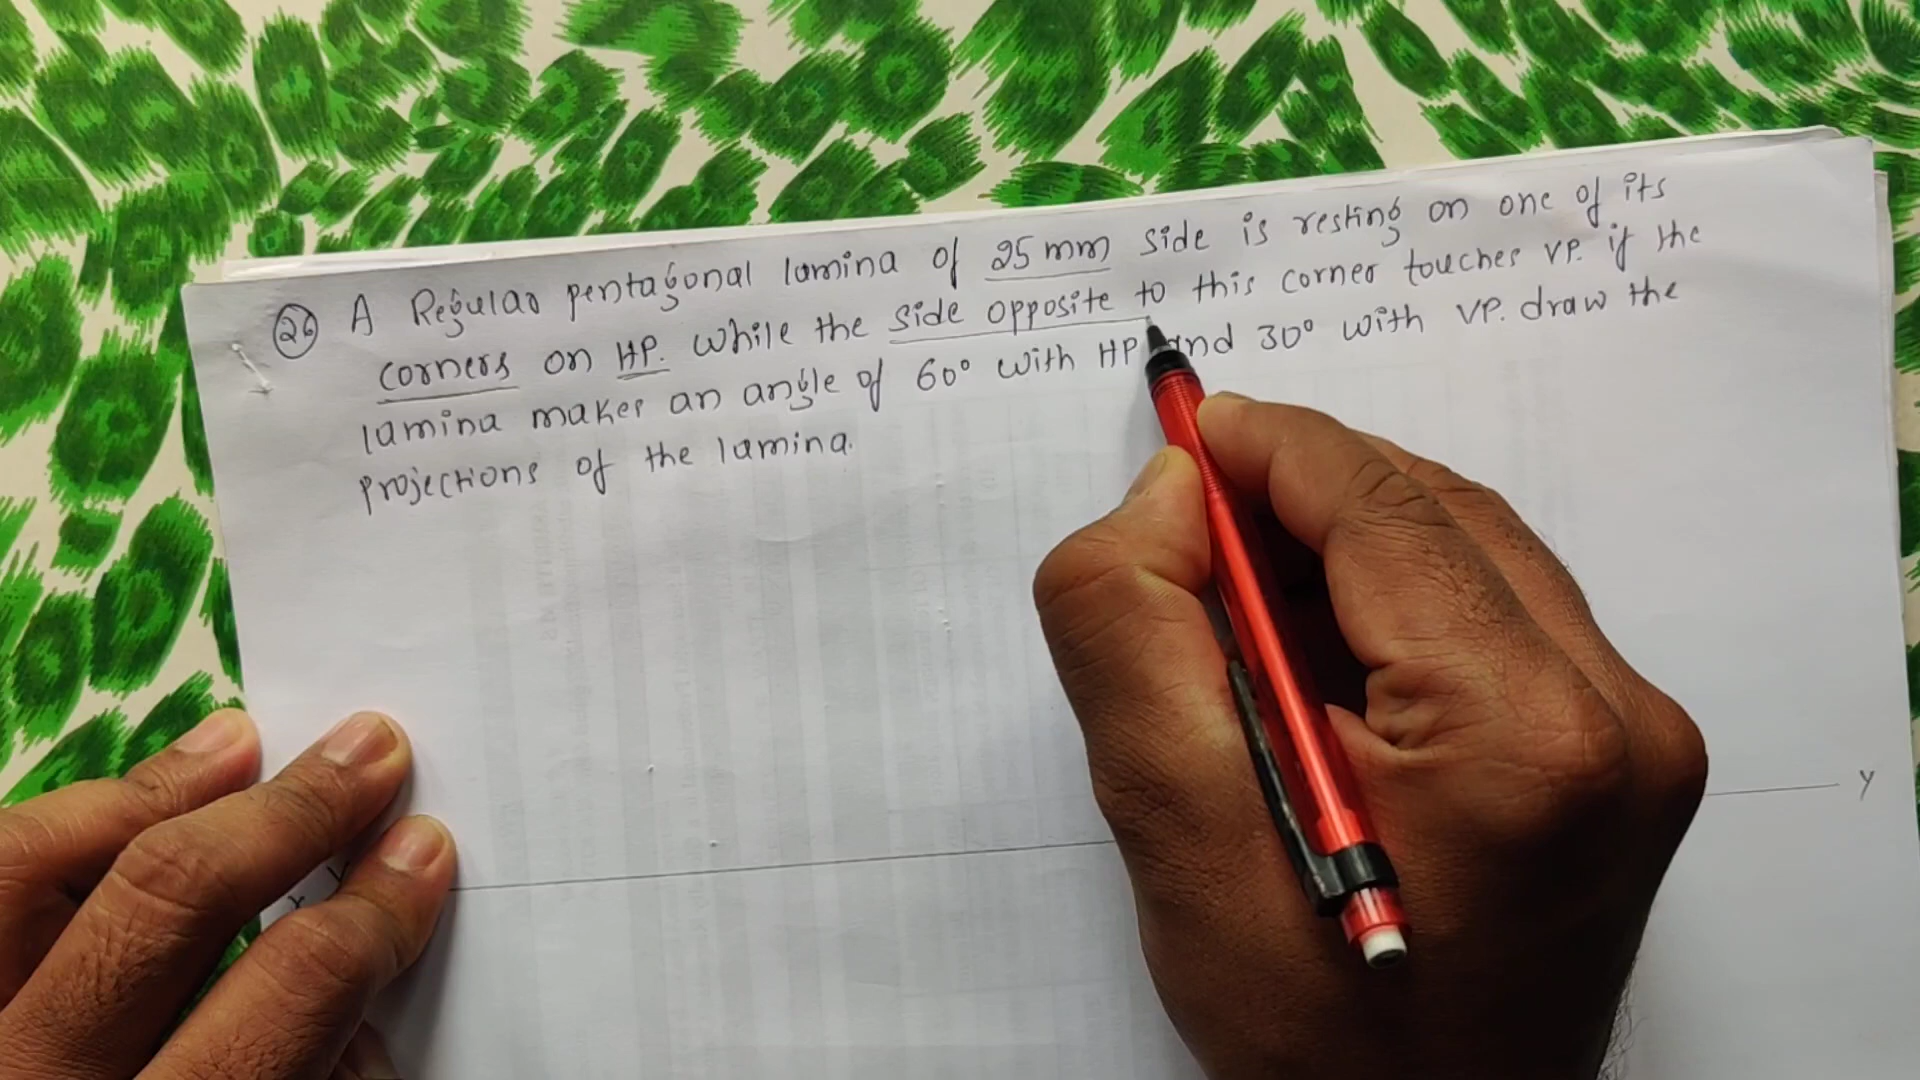 26 A Regular pentagonal lamina of 25 mm side is resting on one of its
corners on HP. while the side opposite to this corner touches VP. if the
lamina makes an angle of 60° with HP and 30° with VP. draw the
projections of the lamina.
x
y